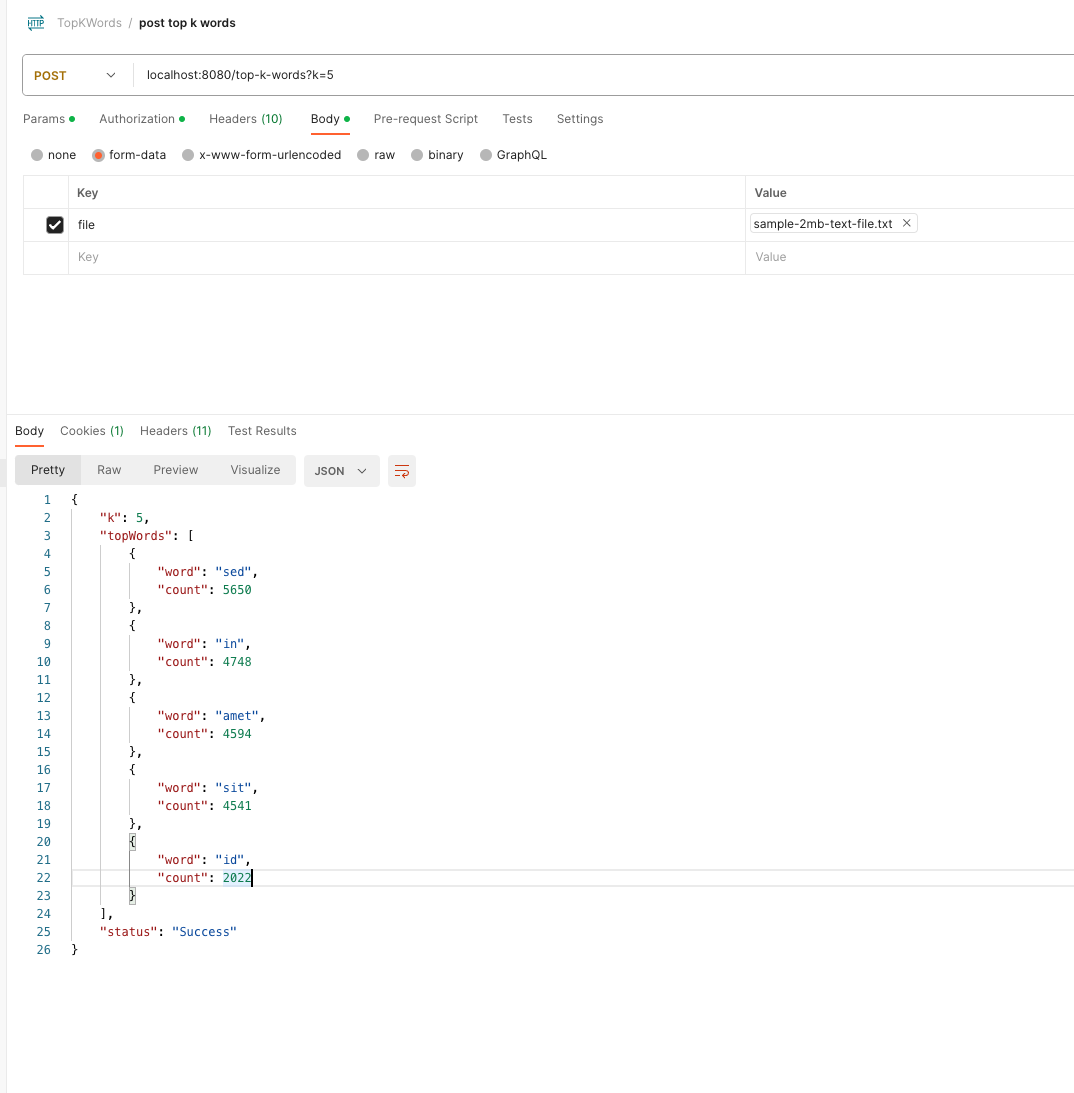 HTTP TopKWords / post top k words
POST localhost:8080/top-k-words?k=5
Params Authorization Headers (10) Body Pre-request Script Tests Settings
none form-data x-www-form-urlencoded raw binary GraphQL
Key Value
file sample-2mb-text-file.txt
Key Value
Body Cookies (1) Headers (11) Test Results
Pretty Raw Preview Visualize JSON
1 {
2 "k": 5,
3 "topWords": [
4 {
5 "word": "sed",
6 "count": 5650
7 },
8 {
9 "word": "in",
10 "count": 4748
11 },
12 {
13 "word": "amet",
14 "count": 4594
15 },
16 {
17 "word": "sit",
18 "count": 4541
19 },
20 {
21 "word": "id",
22 "count": 2022
23 }
24 ],
25 "status": "Success"
26 }